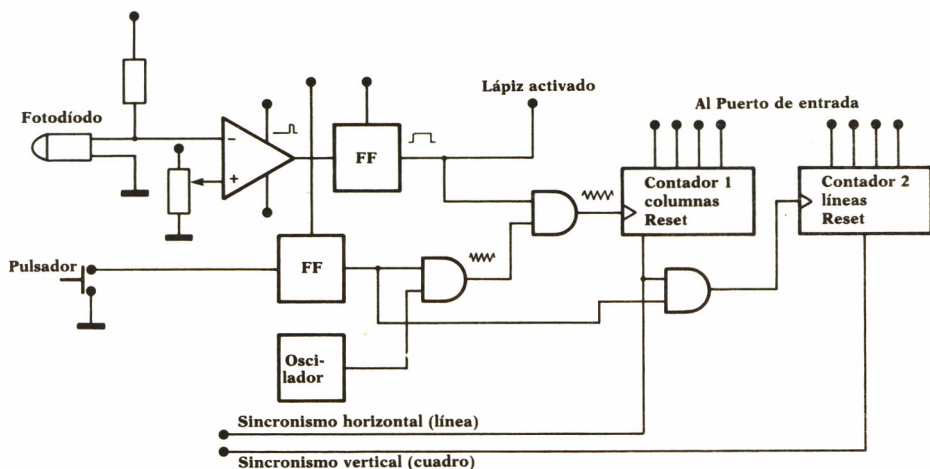 Lápiz activado
Al Puerto de entrada
Fotodíodo
−
+
FF
Contador 1
columnas
Reset
Contador 2
líneas
Reset
Pulsador
FF
Osci-
lador
Sincronismo horizontal (línea)
Sincronismo vertical (cuadro)